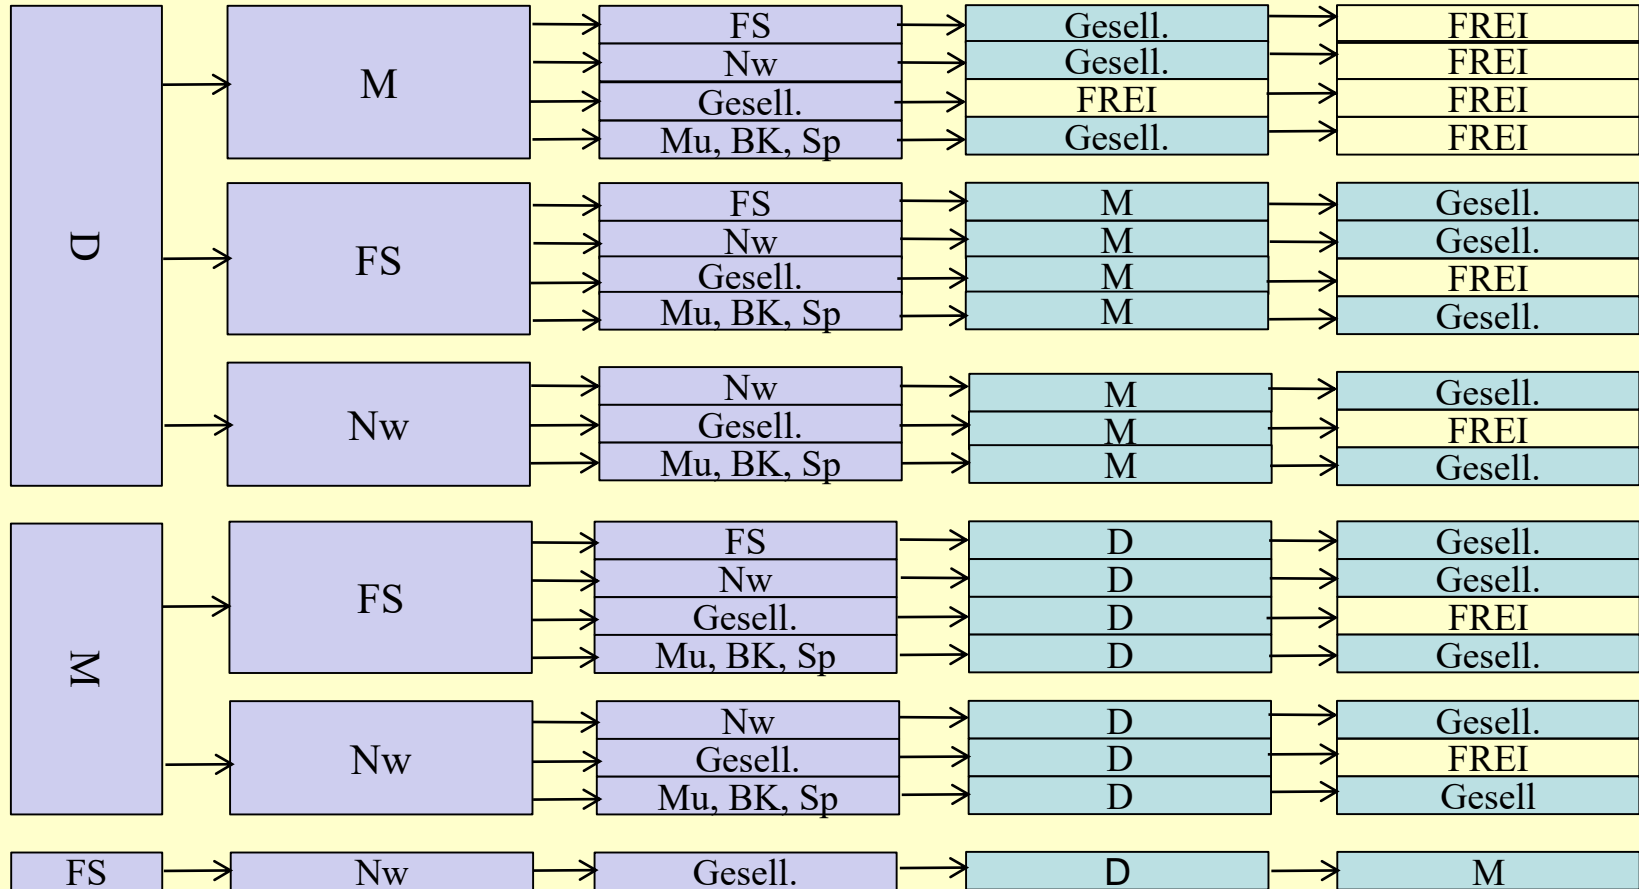 FS Gesell. FREI
Nw Gesell. FREI
M
Gesell. FREI FREI
Mu, BK, Sp Gesell. FREI
D
FS M Gesell.
Nw M Gesell.
FS
Gesell. M FREI
Mu, BK, Sp M Gesell.
Nw M Gesell.
Nw
Gesell. M FREI
Mu, BK, Sp M Gesell.
FS D Gesell.
Nw D Gesell.
FS
Gesell. D FREI
Mu, BK, Sp D Gesell.
M
Nw D Gesell.
Nw
Gesell. D FREI
Mu, BK, Sp D Gesell
FS Nw Gesell. D M